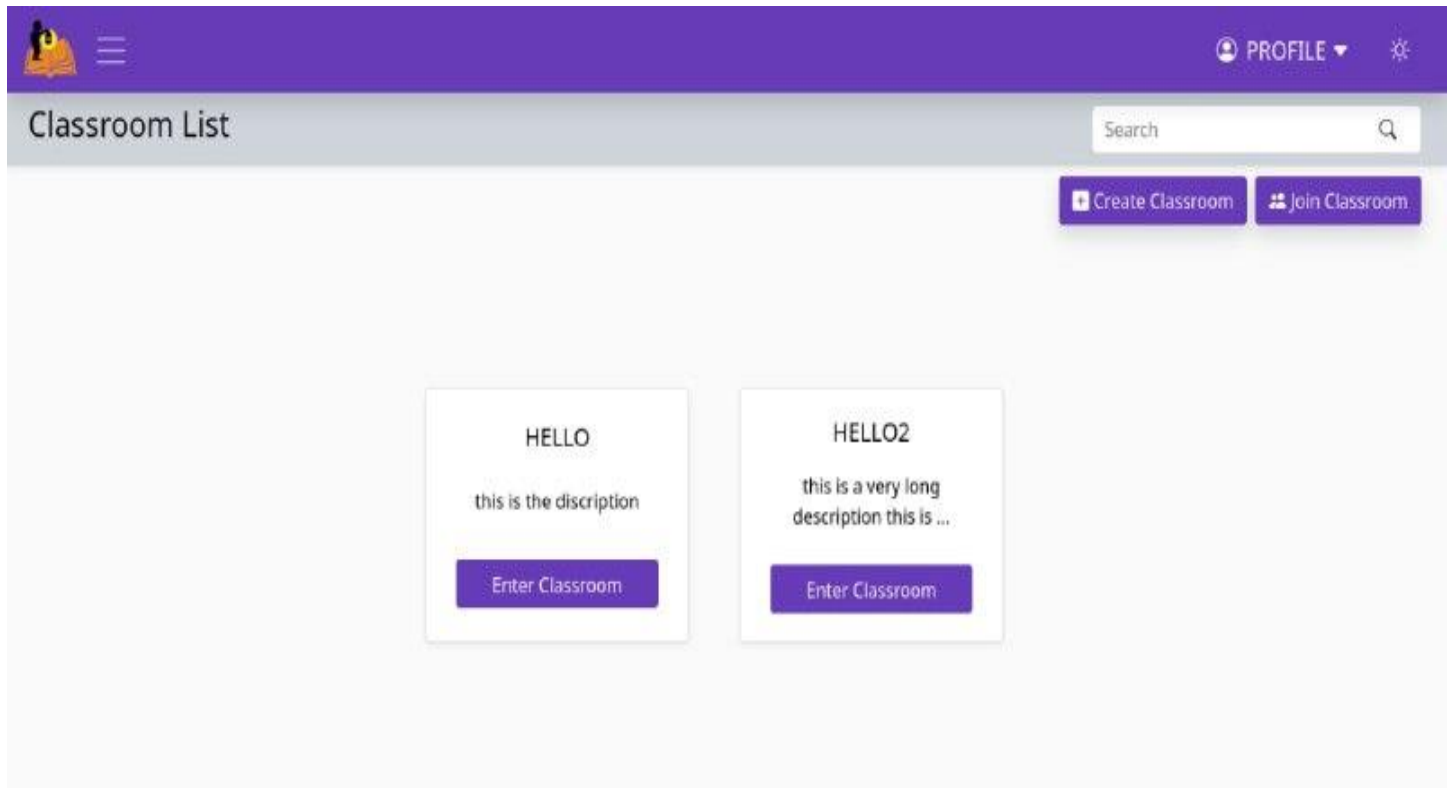 PROFILE
Classroom List
Search
Create Classroom
Join Classroom
HELLO
this is the discription
Enter Classroom
HELLO2
this is a very long
description this is ...
Enter Classroom